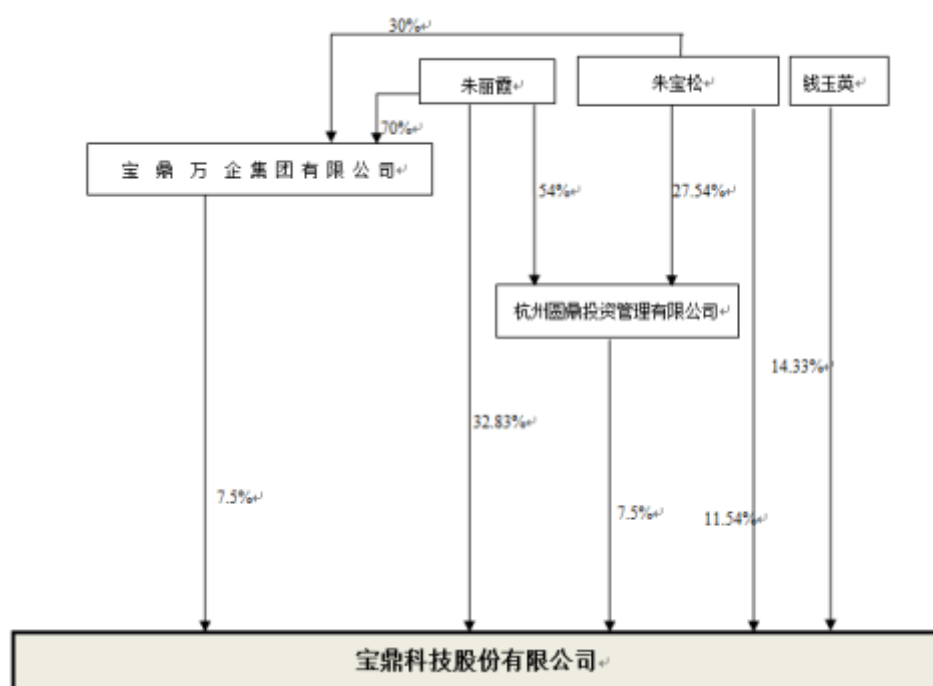 30%
朱丽霞
朱宝松
钱玉英
70%
宝鼎万企集团有限公司
54%
27.54%
杭州圆鼎投资管理有限公司
14.33%
32.83%
7.5%
7.5%
11.54%
宝鼎科技股份有限公司